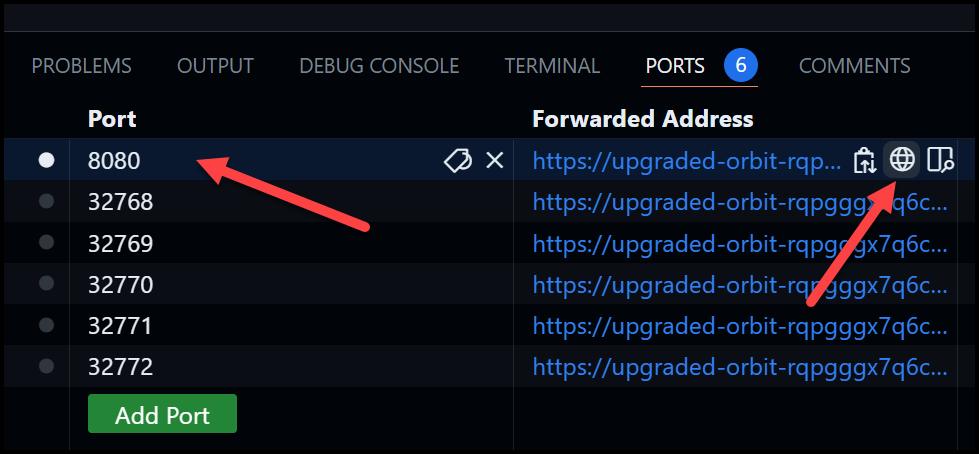 PROBLEMS OUTPUT DEBUG CONSOLE TERMINAL PORTS 6 COMMENTS
Port Forwarded Address
8080 https://upgraded-orbit-rqp...
32768 https://upgraded-orbit-rqpgggx7q6c...
32769 https://upgraded-orbit-rqpgggx7q6c...
32770 https://upgraded-orbit-rqpgggx7q6c...
32771 https://upgraded-orbit-rqpgggx7q6c...
32772 https://upgraded-orbit-rqpgggx7q6c...
Add Port